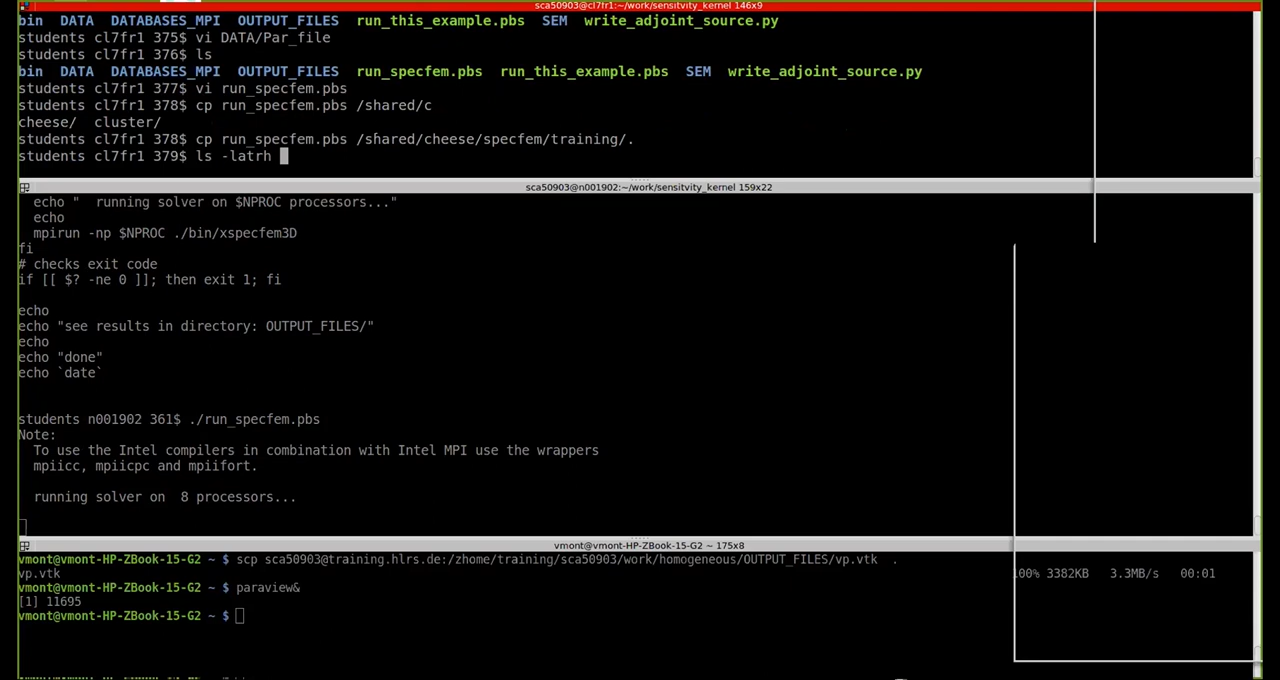 sca50903@cl7fr1:~/work/sensitvity_kernel 146x9
bin DATA DATABASES_MPI OUTPUT_FILES run_this_example.pbs SEM write_adjoint_source.py
students cl7fr1 375$ vi DATA/Par_file
students cl7fr1 376$ ls
bin DATA DATABASES_MPI OUTPUT_FILES run_specfem.pbs run_this_example.pbs SEM write_adjoint_source.py
students cl7fr1 377$ vi run_specfem.pbs
students cl7fr1 378$ cp run_specfem.pbs /shared/c
cheese/ cluster/
students cl7fr1 378$ cp run_specfem.pbs /shared/cheese/specfem/training/.
students cl7fr1 379$ ls -latrh
sca50903@n001902:~/work/sensitvity_kernel 159x22
echo "  running solver on $NPROC processors..."
echo
mpirun -np $NPROC ./bin/xspecfem3D
fi
# checks exit code
if [[ $? -ne 0 ]]; then exit 1; fi
echo
echo "see results in directory: OUTPUT_FILES/"
echo
echo "done"
echo `date`
students n001902 361$ ./run_specfem.pbs
Note:
To use the Intel compilers in combination with Intel MPI use the wrappers
mpiicc, mpiicpc and mpiifort.
running solver on  8 processors...
vmont@vmont-HP-ZBook-15-G2: ~ 175x8
vmont@vmont-HP-ZBook-15-G2 ~ $ scp sca50903@training.hlrs.de:/zhome/training/sca50903/work/homogeneous/OUTPUT_FILES/vp.vtk .
vp.vtk 100% 3382KB 3.3MB/s 00:01
vmont@vmont-HP-ZBook-15-G2 ~ $ paraview&
[1] 11695
vmont@vmont-HP-ZBook-15-G2 ~ $